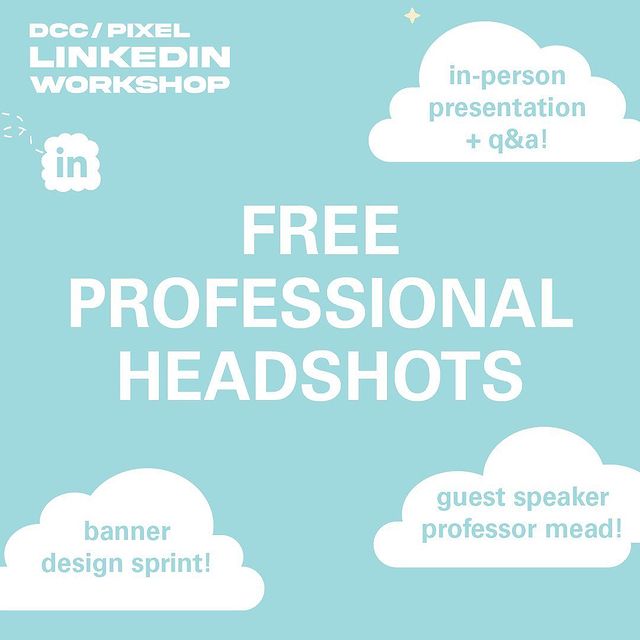 DCC / PIXEL
LINKEDIN
WORKSHOP
in
in-person
presentation
+ q&a!
FREE
PROFESSIONAL
HEADSHOTS
banner
design sprint!
guest speaker
professor mead!